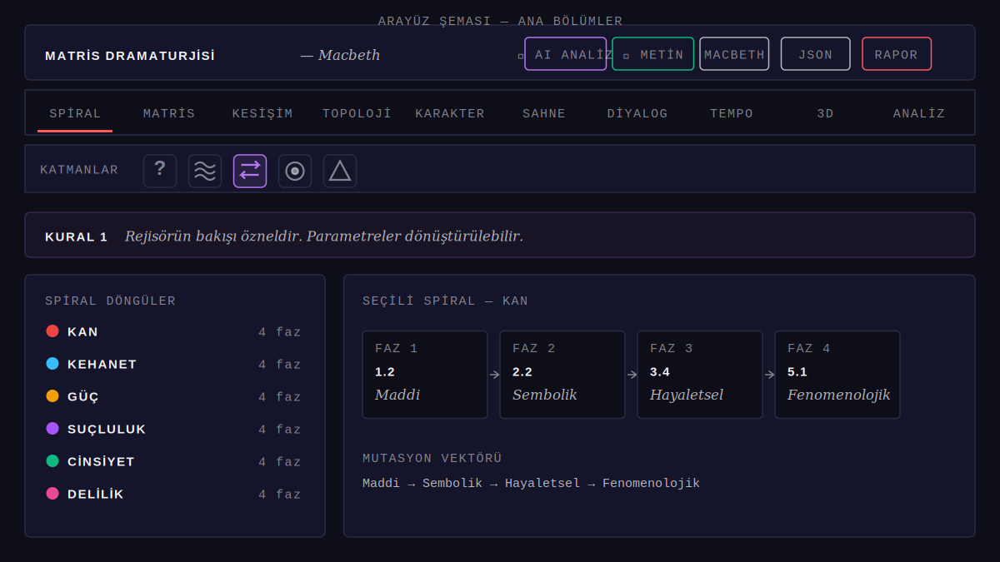 ARAYÜZ ŞEMASI — ANA BÖLÜMLER
MATRİS DRAMATURJİSİ — Macbeth AI ANALİZ METİN MACBETH JSON RAPOR
SPİRAL MATRİS KESİŞİM TOPOLOJİ KARAKTER SAHNE DİYALOG TEMPO 3D ANALİZ
KATMANLAR ?
KURAL 1 Rejisörün bakışı özneldir. Parametreler dönüştürülebilir.
SPİRAL DÖNGÜLER
KAN 4 faz
KEHANET 4 faz
GÜÇ 4 faz
SUÇLULUK 4 faz
CİNSİYET 4 faz
DELİLİK 4 faz
SEÇİLİ SPİRAL — KAN
FAZ 1
1.2
Maddi
→
FAZ 2
2.2
Sembolik
→
FAZ 3
3.4
Hayaletsel
→
FAZ 4
5.1
Fenomenolojik
MUTASYON VEKTÖRÜ
Maddi → Sembolik → Hayaletsel → Fenomenolojik